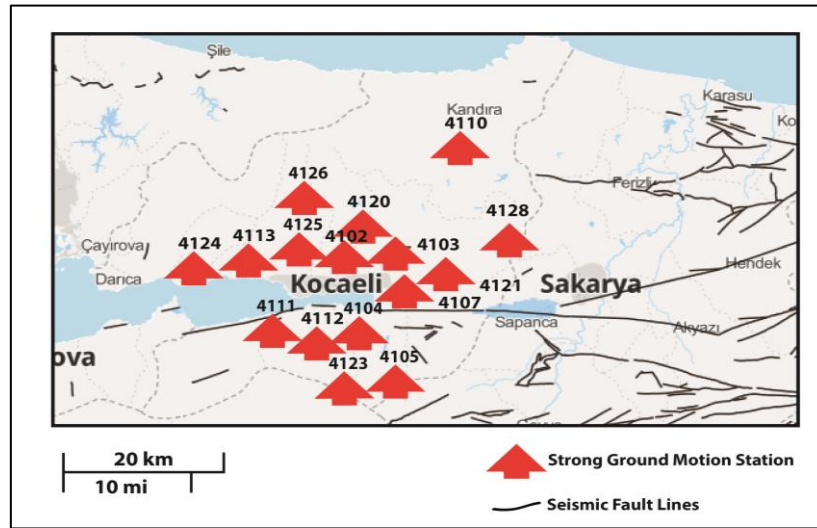 Şile
Karasu
Ko
Kandıra
4110
4126
Ferizli
4120
4128
4125
4102
4113
4103
Çayırova
4124
Hendek
Darıca
Kocaeli
4121
Sakarya
4107
4111
4104
4112
Sapanca
Akyazı
ova
4123
4105
20 km
10 mi
Strong Ground Motion Station
Seismic Fault Lines